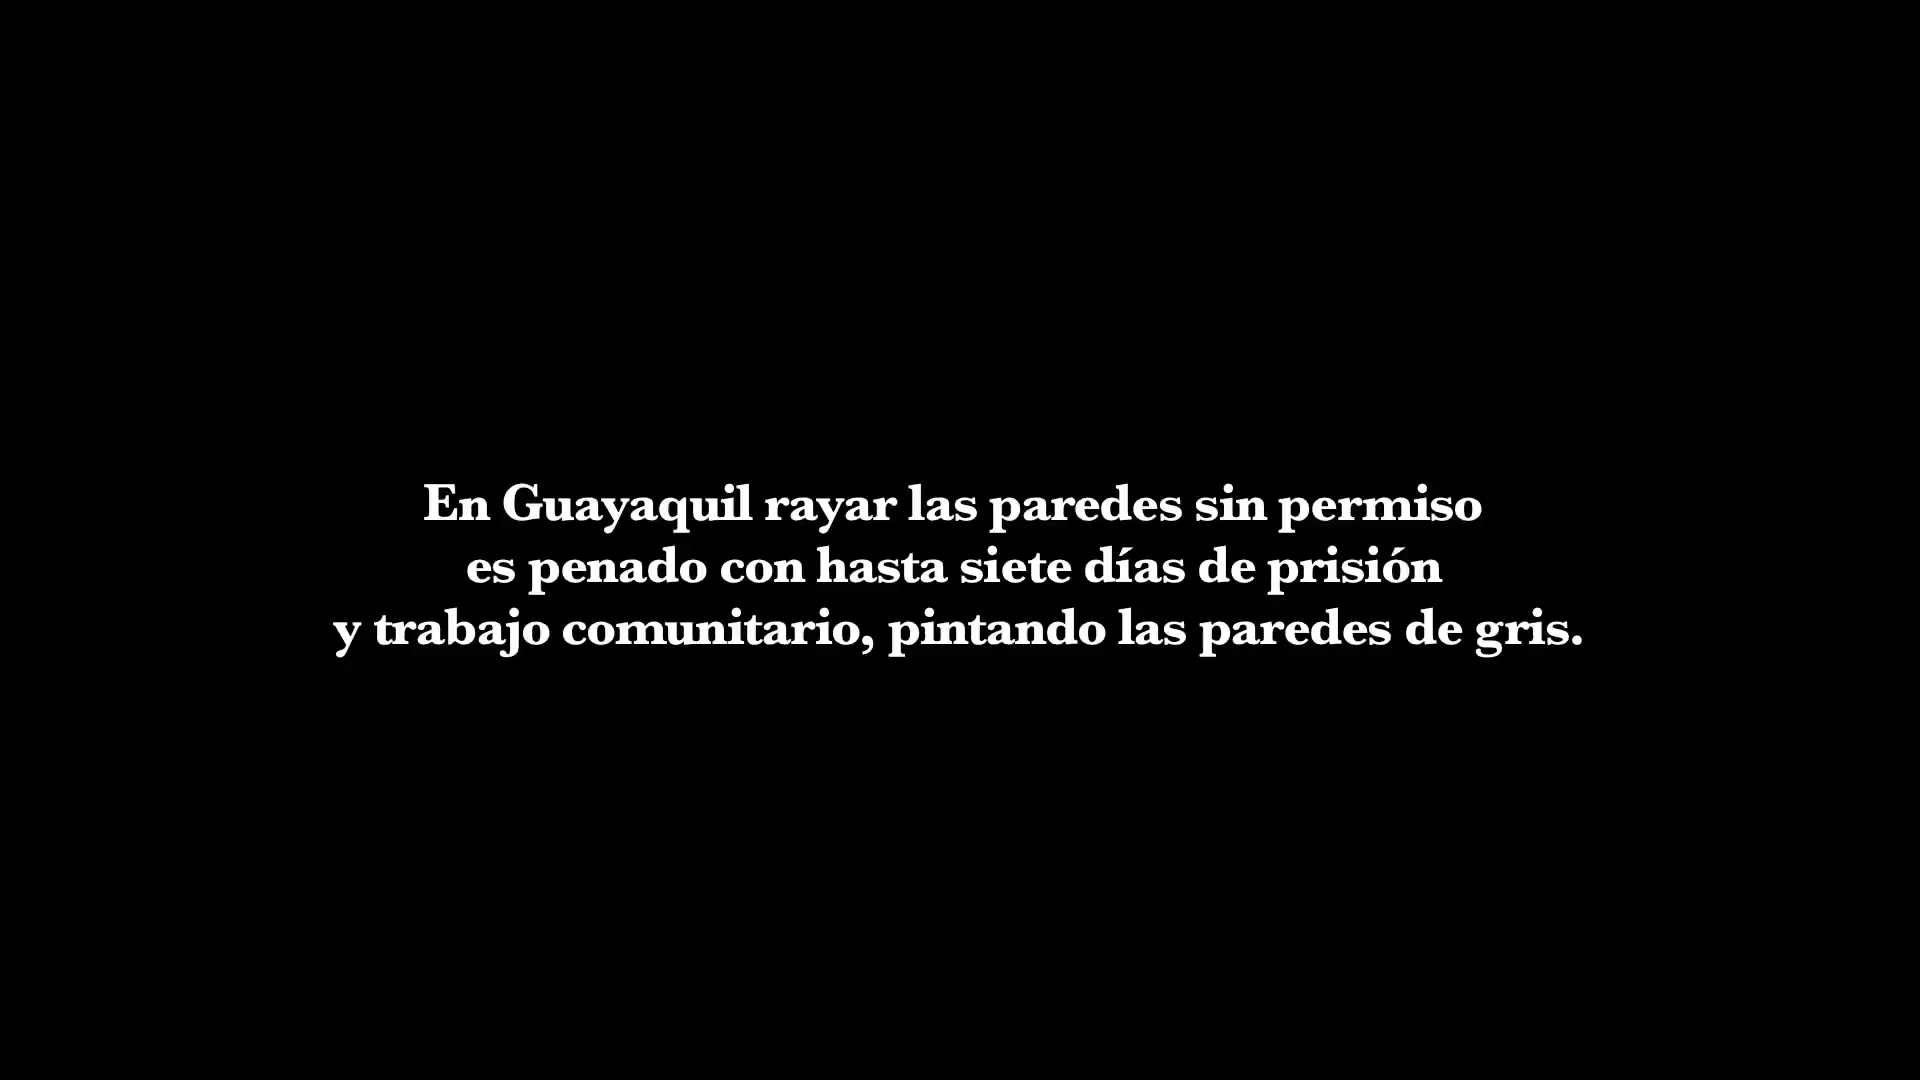 En Guayaquil rayar las paredes sin permiso
es penado con hasta siete días de prisión
y trabajo comunitario, pintando las paredes de gris.